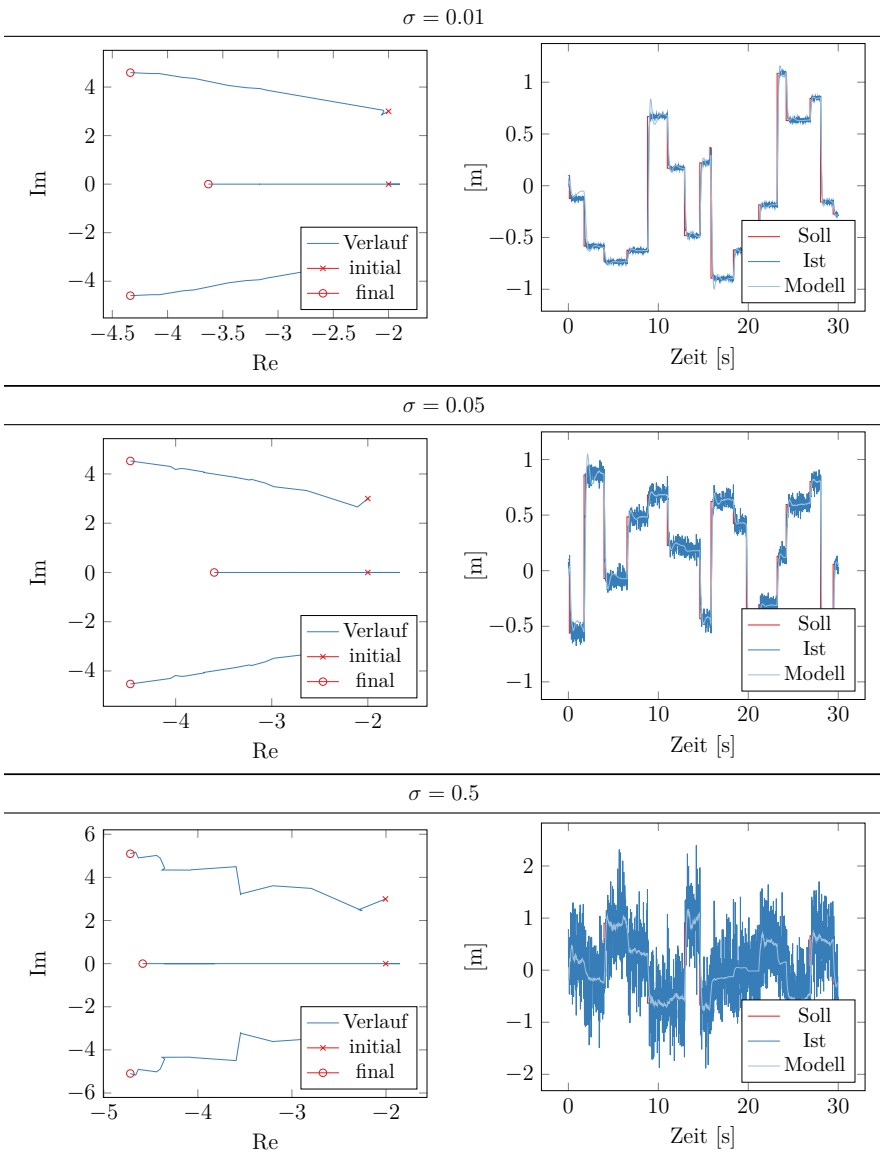 σ = 0.01
4
2
0
−2
−4
Im
−4.5 −4 −3.5 −3 −2.5 −2
Re
Verlauf
initial
final
1
0.5
0
−0.5
−1
[m]
0 10 20 30
Zeit [s]
Soll
Ist
Modell
σ = 0.05
4
2
0
−2
−4
Im
−4 −3 −2
Re
Verlauf
initial
final
1
0.5
0
−0.5
−1
[m]
0 10 20 30
Zeit [s]
Soll
Ist
Modell
σ = 0.5
6
4
2
0
−2
−4
−6
Im
−5 −4 −3 −2
Re
Verlauf
initial
final
2
1
0
−1
−2
[m]
0 10 20 30
Zeit [s]
Soll
Ist
Modell